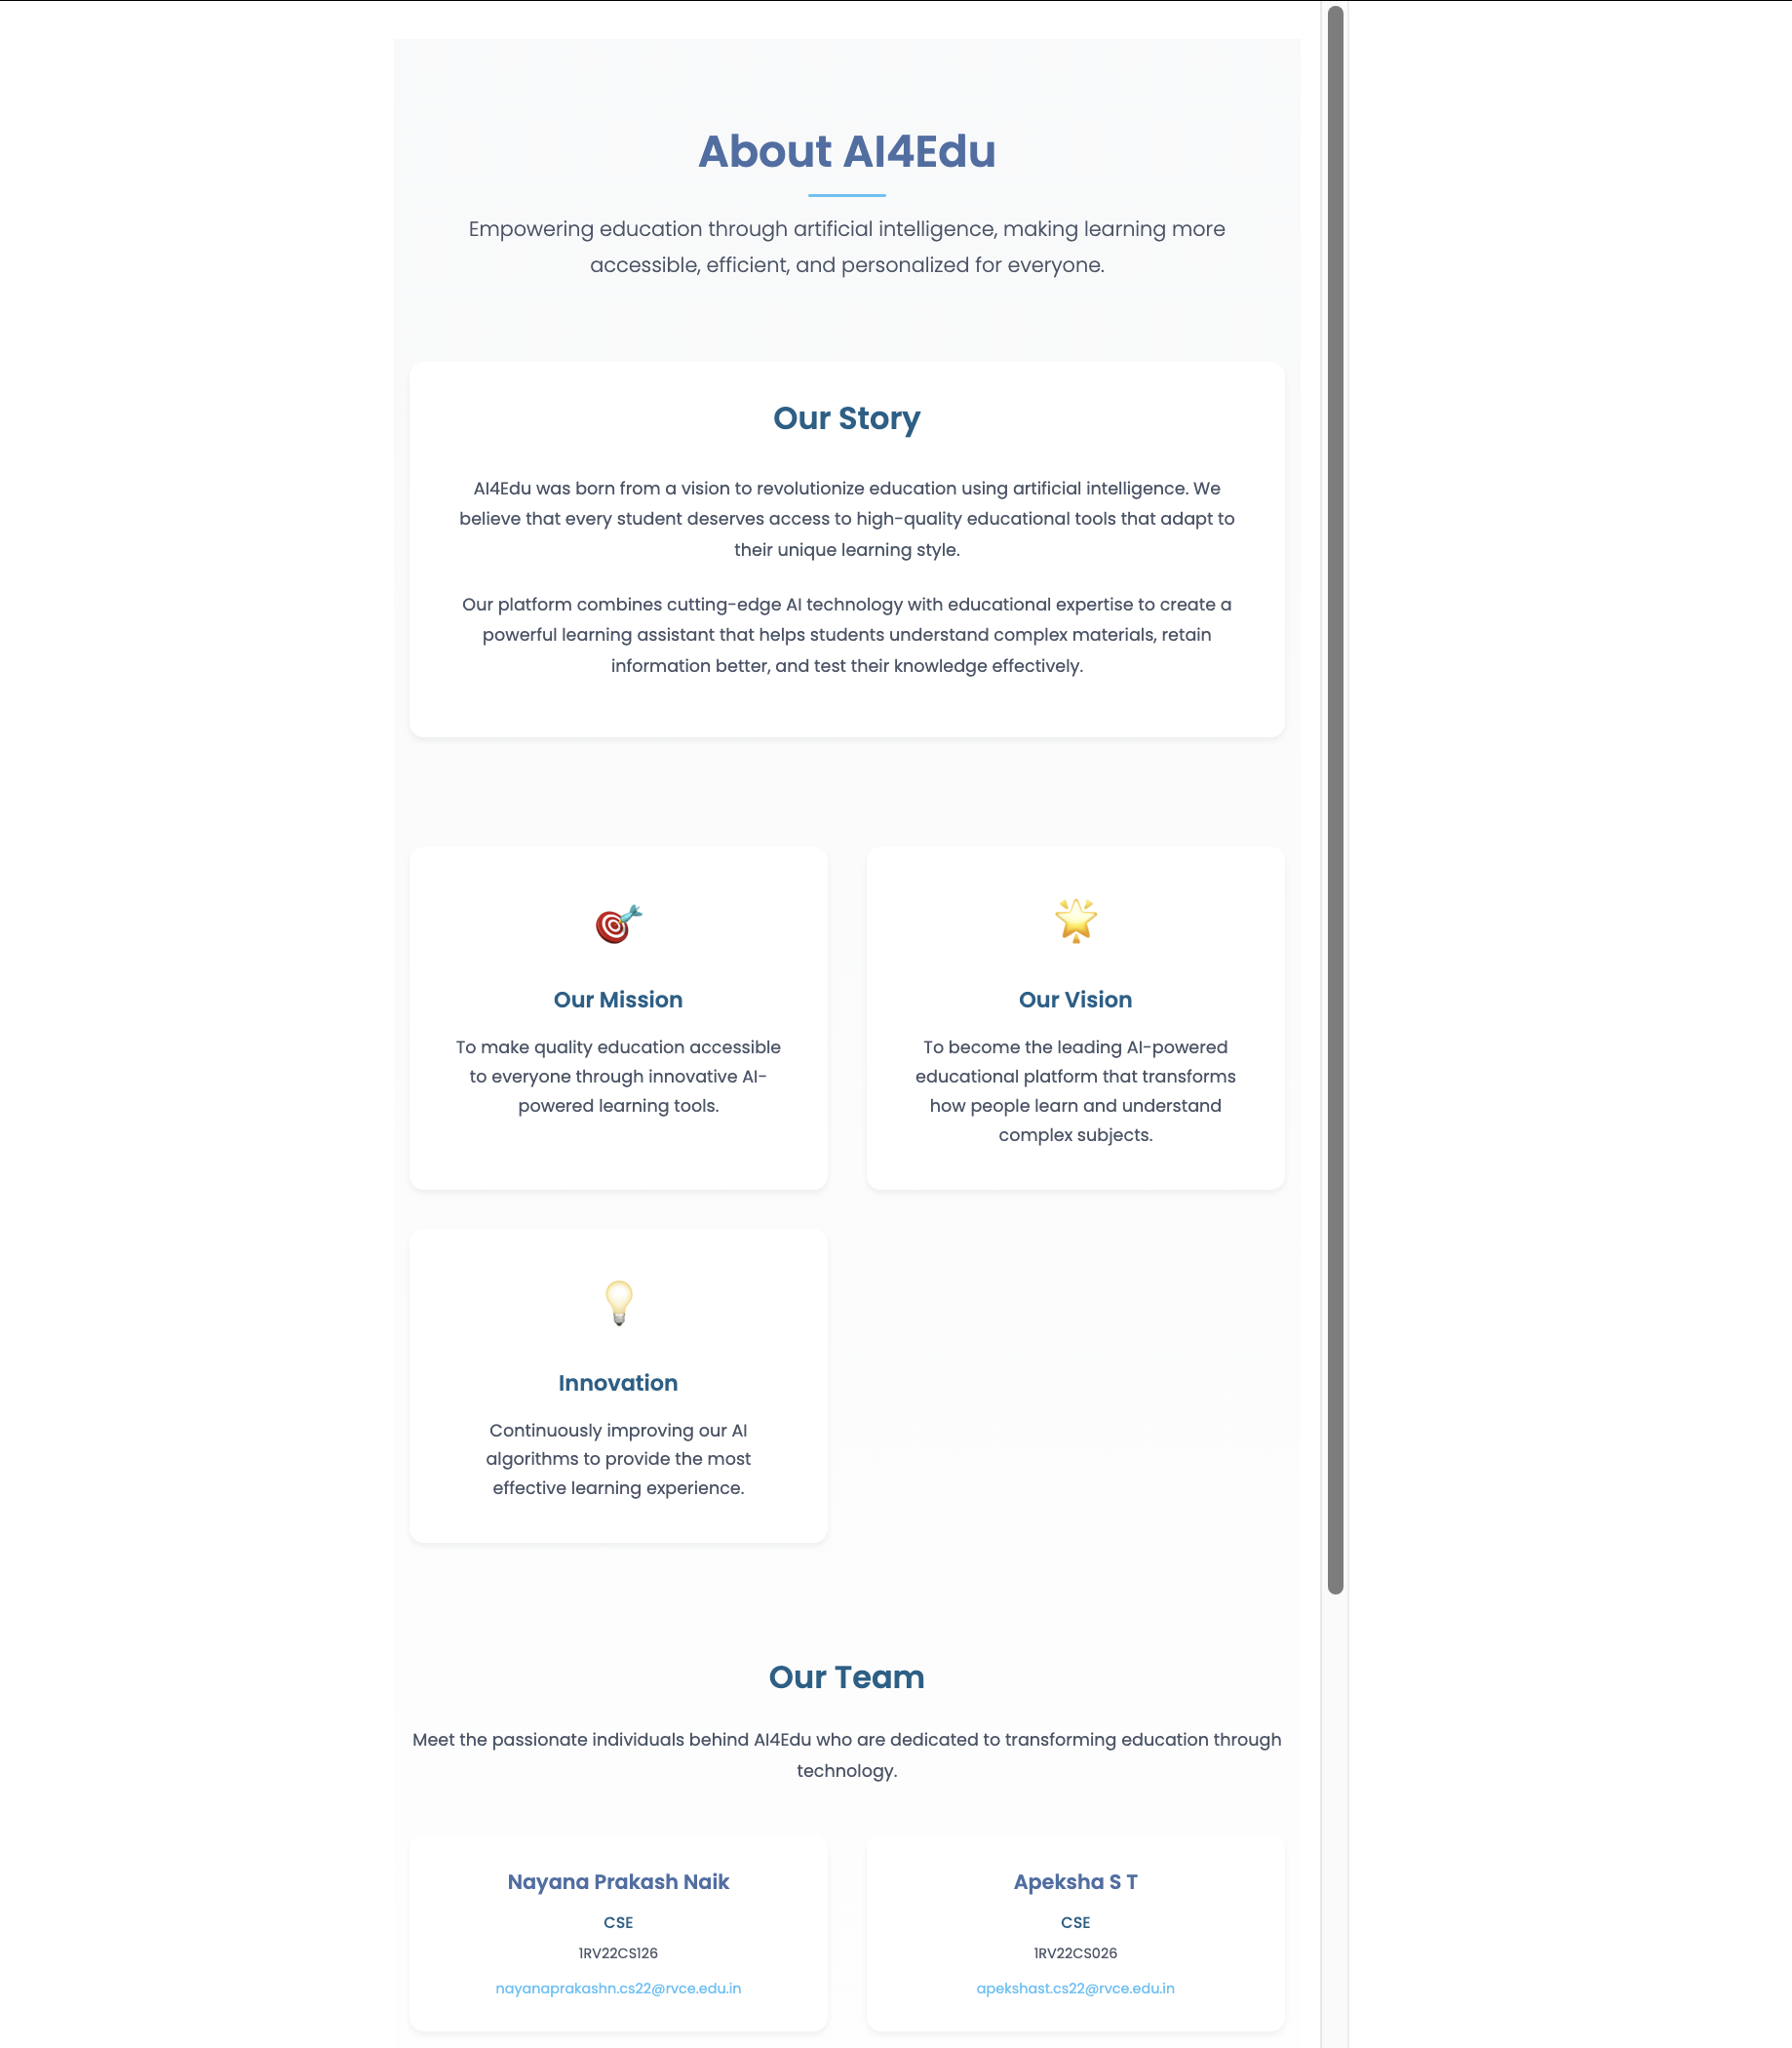 About AI4Edu
Empowering education through artificial intelligence, making learning more
accessible, efficient, and personalized for everyone.
Our Story
AI4Edu was born from a vision to revolutionize education using artificial intelligence. We
believe that every student deserves access to high-quality educational tools that adapt to
their unique learning style.
Our platform combines cutting-edge AI technology with educational expertise to create a
powerful learning assistant that helps students understand complex materials, retain
information better, and test their knowledge effectively.
Our Mission
To make quality education accessible
to everyone through innovative AI-
powered learning tools.
Our Vision
To become the leading AI-powered
educational platform that transforms
how people learn and understand
complex subjects.
Innovation
Continuously improving our AI
algorithms to provide the most
effective learning experience.
Our Team
Meet the passionate individuals behind AI4Edu who are dedicated to transforming education through
technology.
Nayana Prakash Naik
CSE
1RV22CS126
nayanaprakashn.cs22@rvce.edu.in
Apeksha S T
CSE
1RV22CS026
apekshast.cs22@rvce.edu.in